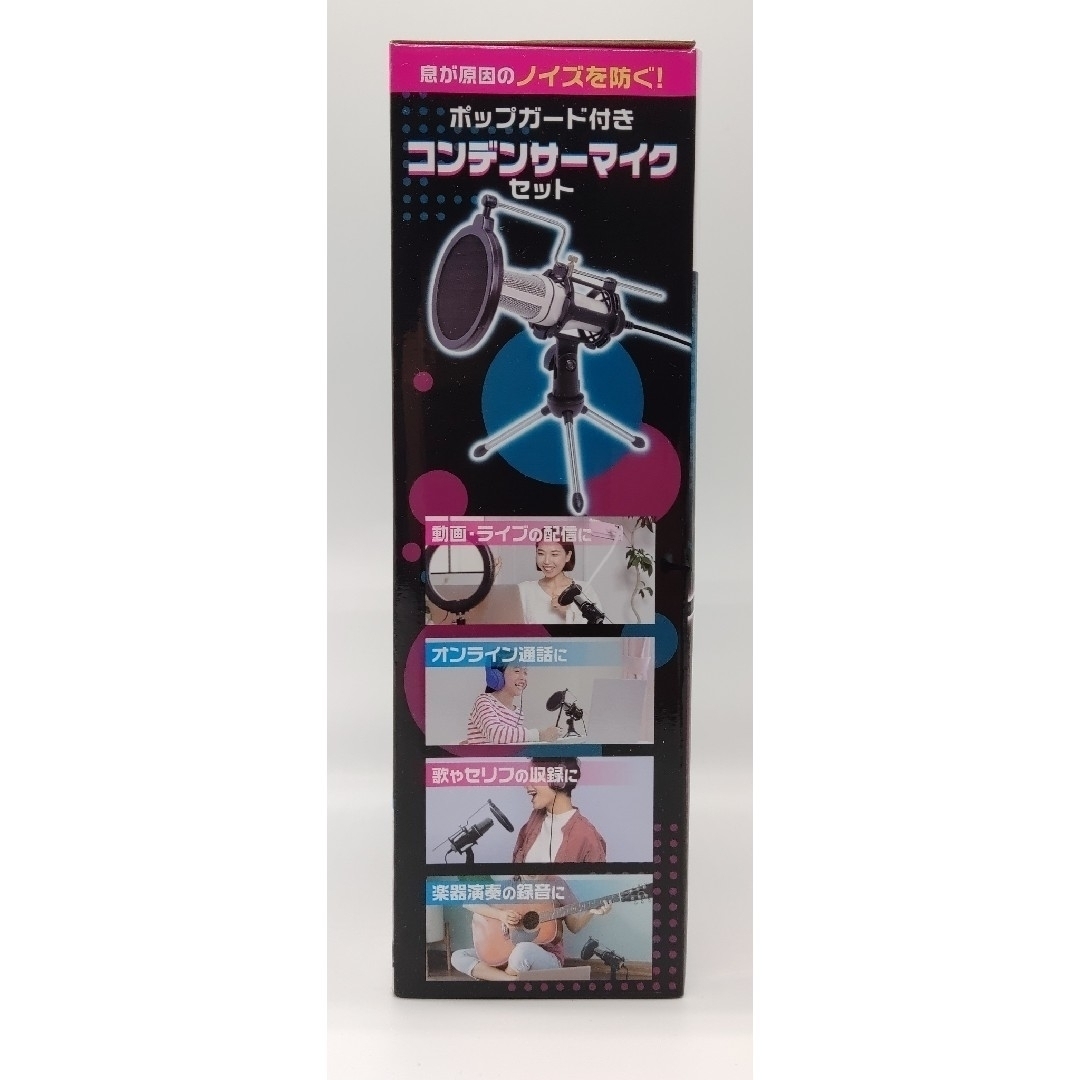 息が原因のノイズを防ぐ!
ポップガード付き
コンデンサーマイク
セット
動画・ライブの配信に
オンライン通話に
歌やセリフの収録に
楽器演奏の録音に